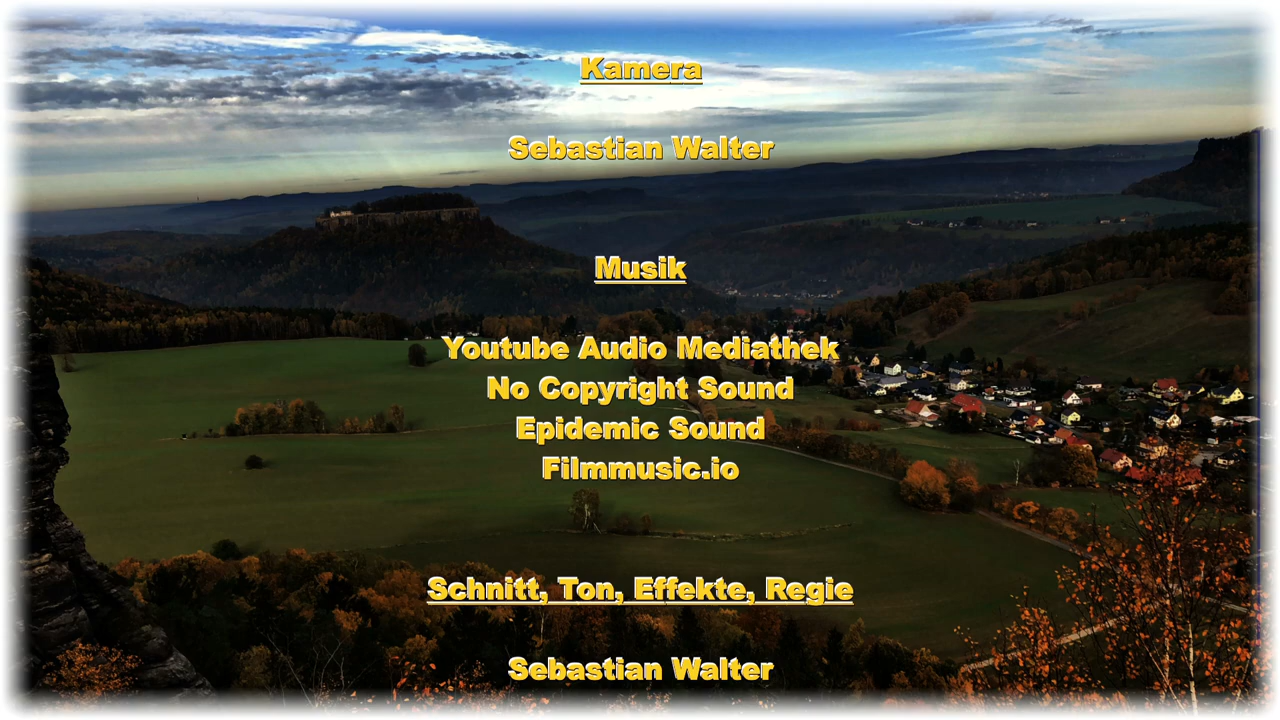 Kamera
Sebastian Walter
Musik
Youtube Audio Mediathek
No Copyright Sound
Epidemic Sound
Filmmusic.io
Schnitt, Ton, Effekte, Regie
Sebastian Walter